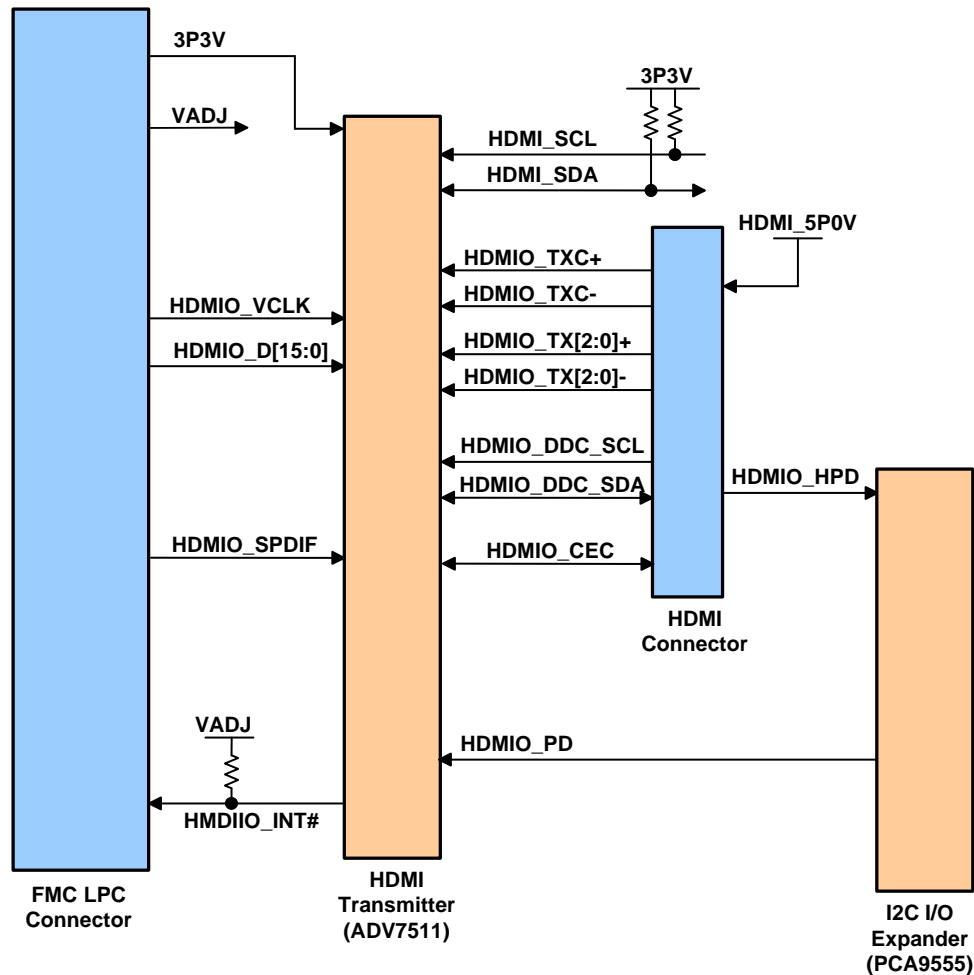 3P3V
VADJ
3P3V
HDMI_SCL
HDMI_SDA
HDMI_5P0V
HDMIO_TXC+
HDMIO_TXC-
HDMIO_VCLK
HDMIO_D[15:0]
HDMIO_TX[2:0]+
HDMIO_TX[2:0]-
HDMIO_DDC_SCL
HDMIO_DDC_SDA
HDMIO_HPD
HDMIO_SPDIF
HDMIO_CEC
HDMI
Connector
VADJ
HDMIO_PD
HMDIIO_INT#
FMC LPC
Connector
HDMI
Transmitter
(ADV7511)
I2C I/O
Expander
(PCA9555)